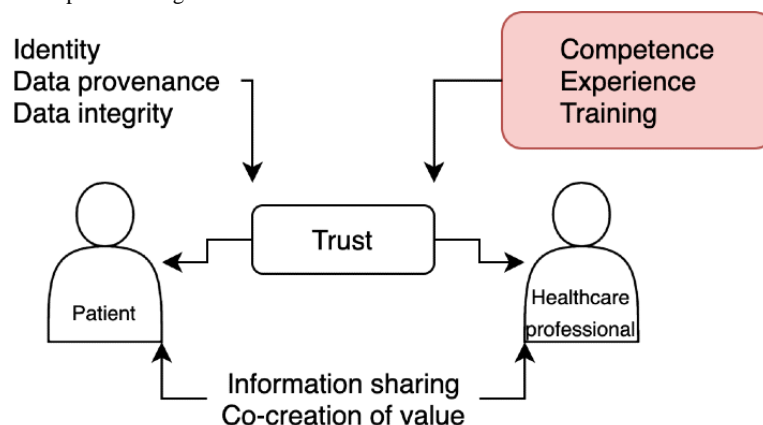 Identity
Data provenance
Data integrity
Competence
Experience
Training
Trust
Patient
Healthcare
professional
Information sharing
Co-creation of value